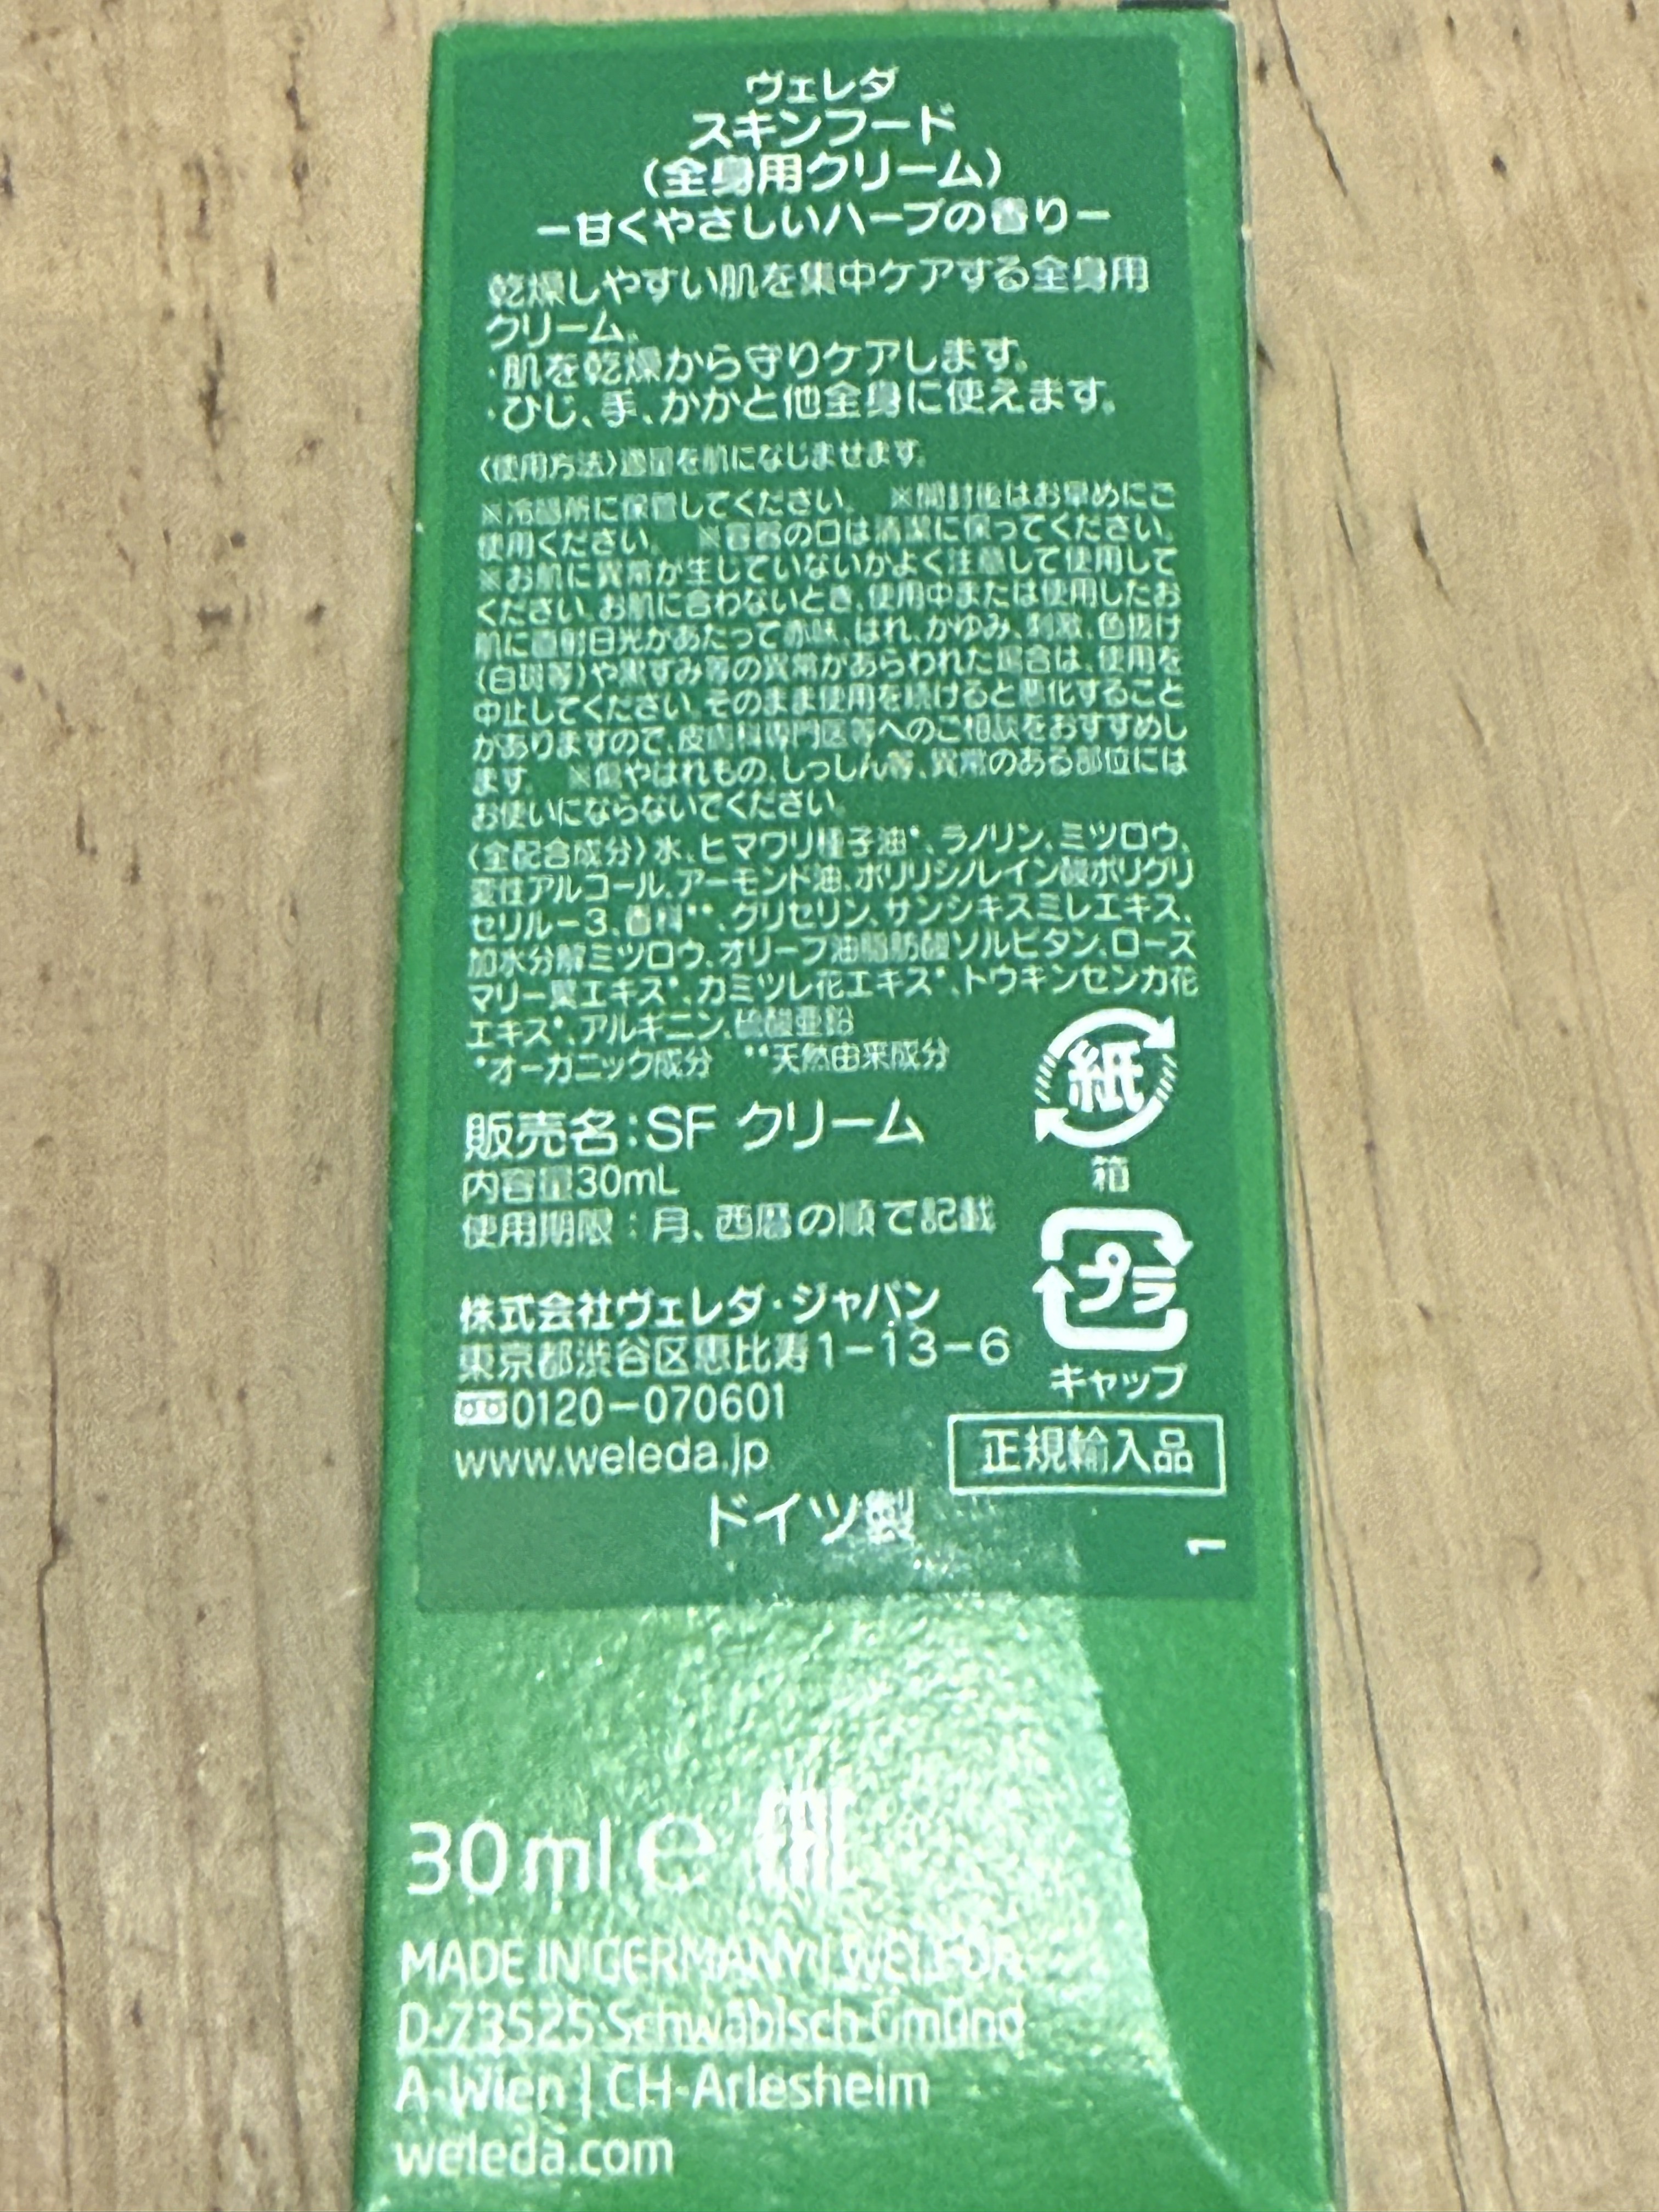 ヴェレダ
スキンフード
(全身用クリーム)
－甘くやさしいハーブの香り－
乾燥しやすい肌を集中ケアする全身用
クリーム。
・肌を乾燥から守りケアします。
・ひじ、手、かかと他全身に使えます。
〈使用方法〉適量を肌になじませます。
※冷暗所に保管してください。 ※開封後はお早めにご
使用ください。 ※容器の口は清潔に保ってください。
※お肌に異常が生じていないかよく注意して使用して
ください。お肌に合わないとき、使用中または使用したお
肌に直射日光があたって赤味、はれ、かゆみ、刺激、色抜け
(白斑等)や黒ずみ等の異常があらわれた場合は、使用を
中止してください。そのまま使用を続けると悪化すること
がありますので、皮膚科専門医等へのご相談をおすすめし
ます。 ※傷やはれもの、しっしん等、異常のある部位には
お使いにならないでください。
〈全配合成分〉水、ヒマワリ種子油*、ラノリン、ミツロウ、
変性アルコール、アーモンド油、ポリリシノレイン酸ポリグリ
セリル－3、香料**、グリセリン、サンシキスミレエキス、
加水分解ミツロウ、オリーブ油脂肪酸ソルビタン、ローズ
マリー葉エキス*、カミツレ花エキス*、トウキンセンカ花
エキス*、アルギニン、硫酸亜鉛
*オーガニック成分 **天然由来成分
紙
箱
販売名：SF クリーム
内容量30mL
使用期限：月、西暦の順で記載
プラ
キャップ
株式会社ヴェレダ・ジャパン
東京都渋谷区恵比寿1－13－6
0120－070601
www.weleda.jp
正規輸入品
ドイツ製
1
30 ml ℮
MADE IN GERMANY | WELEDA
D-73525 Schwäbisch Gmünd
A-Wien | CH-Arlesheim
weleda.com